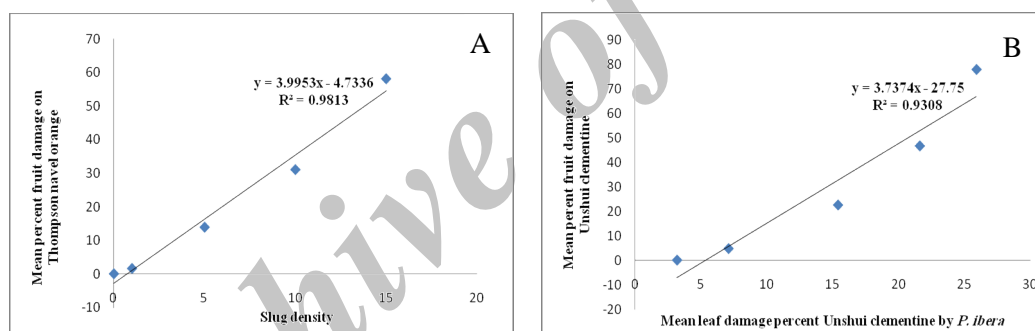 A
70
60
50
40
30
20
10
0
-10
0
5
10
15
20
y = 3.9953x - 4.7336
R² = 0.9813
Mean percent fruit damage on
Thompson navel orange
Slug density
B
90
80
70
60
50
40
30
20
10
0
-10
-20
0
5
10
15
20
25
30
y = 3.7374x - 27.75
R² = 0.9308
Mean perent fruit damage on
Unshui clementine
Mean leaf damage percent Unshui clementine by P. ibera
hive of